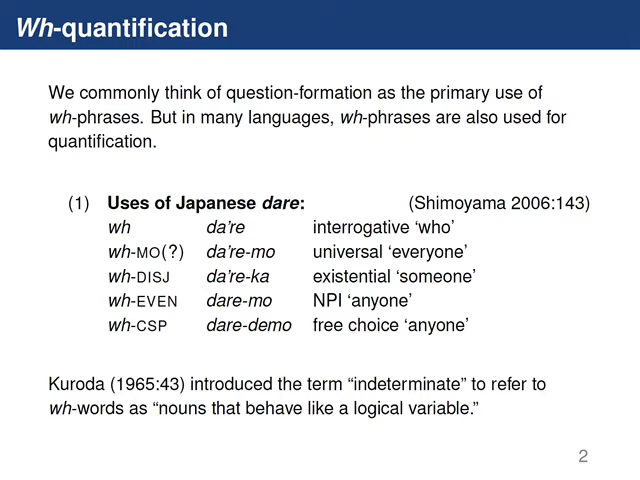 Wh-quantification
We commonly think of question-formation as the primary use of
wh-phrases. But in many languages, wh-phrases are also used for
quantification.
(1) Uses of Japanese dare: (Shimoyama 2006:143)
wh da're interrogative ‘who’
wh-MO(?) da're-mo universal ‘everyone’
wh-DISJ da're-ka existential ‘someone’
wh-EVEN dare-mo NPI ‘anyone’
wh-CSP dare-demo free choice ‘anyone’
Kuroda (1965:43) introduced the term “indeterminate” to refer to
wh-words as “nouns that behave like a logical variable.”
2